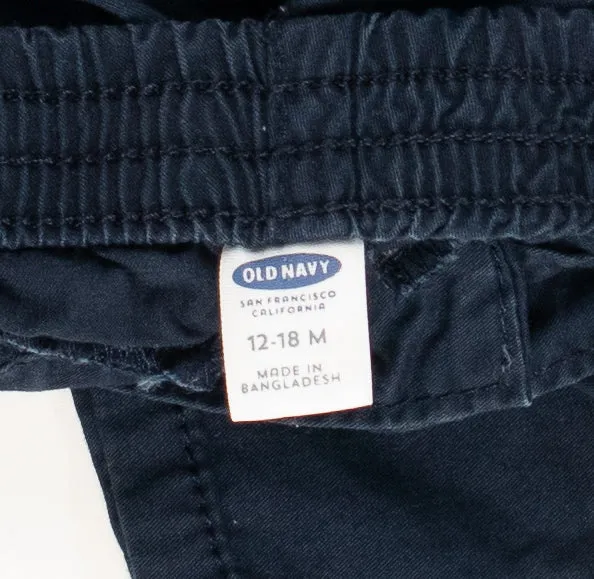 OLD NAVY
SAN FRANCISCO
CALIFORNIA
12-18 M
MADE IN
BANGLADESH